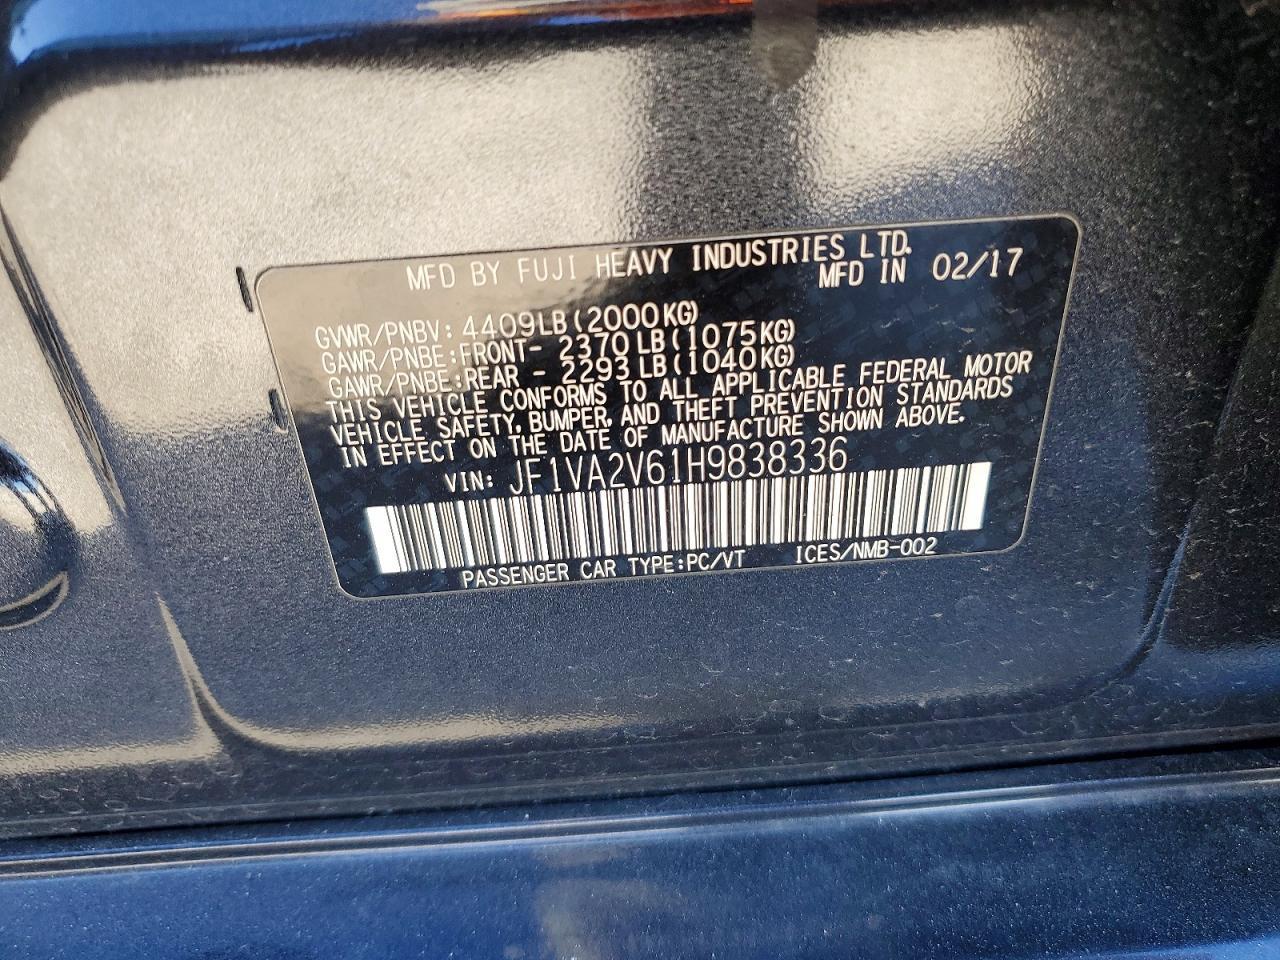 MFD BY FUJI HEAVY INDUSTRIES LTD.
MFD IN 02/17
GVWR/PNBV: 4409LB(2000KG)
GAWR/PNBE:FRONT- 2370LB(1075KG)
GAWR/PNBE:REAR - 2293LB(1040KG)
THIS VEHICLE CONFORMS TO ALL APPLICABLE FEDERAL MOTOR
VEHICLE SAFETY, BUMPER, AND THEFT PREVENTION STANDARDS
IN EFFECT ON THE DATE OF MANUFACTURE SHOWN ABOVE.
VIN: JF1VA2V61H9838336
PASSENGER CAR TYPE:PC/VT ICES/NMB-002